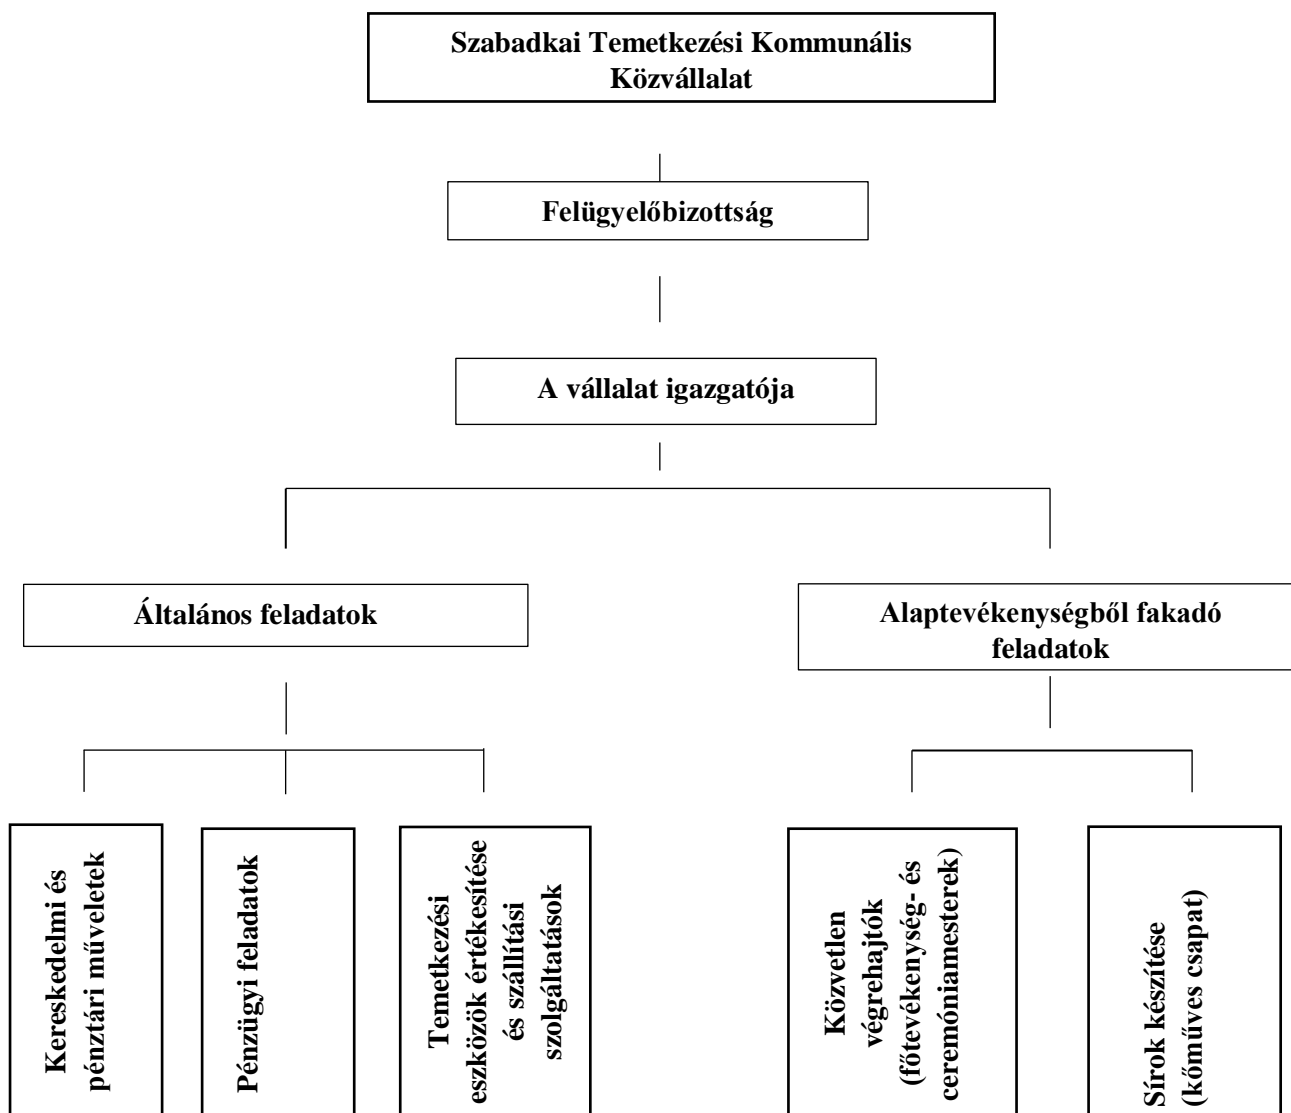 Szabadkai Temetkezési Kommunális
Közvállalat
Felügyelőbizottság
A vállalat igazgatója
Általános feladatok
Alaptevékenységből fakadó
feladatok
Kereskedelmi és
pénztári műveletek
Pénzügyi feladatok
Temetkezési
eszközök értékesítése
és szállítási
szolgáltatások
Közvetlen
végrehajtók
(főtevékenység- és
ceremóniamesterek)
Sírok készítése
(kőműves csapat)